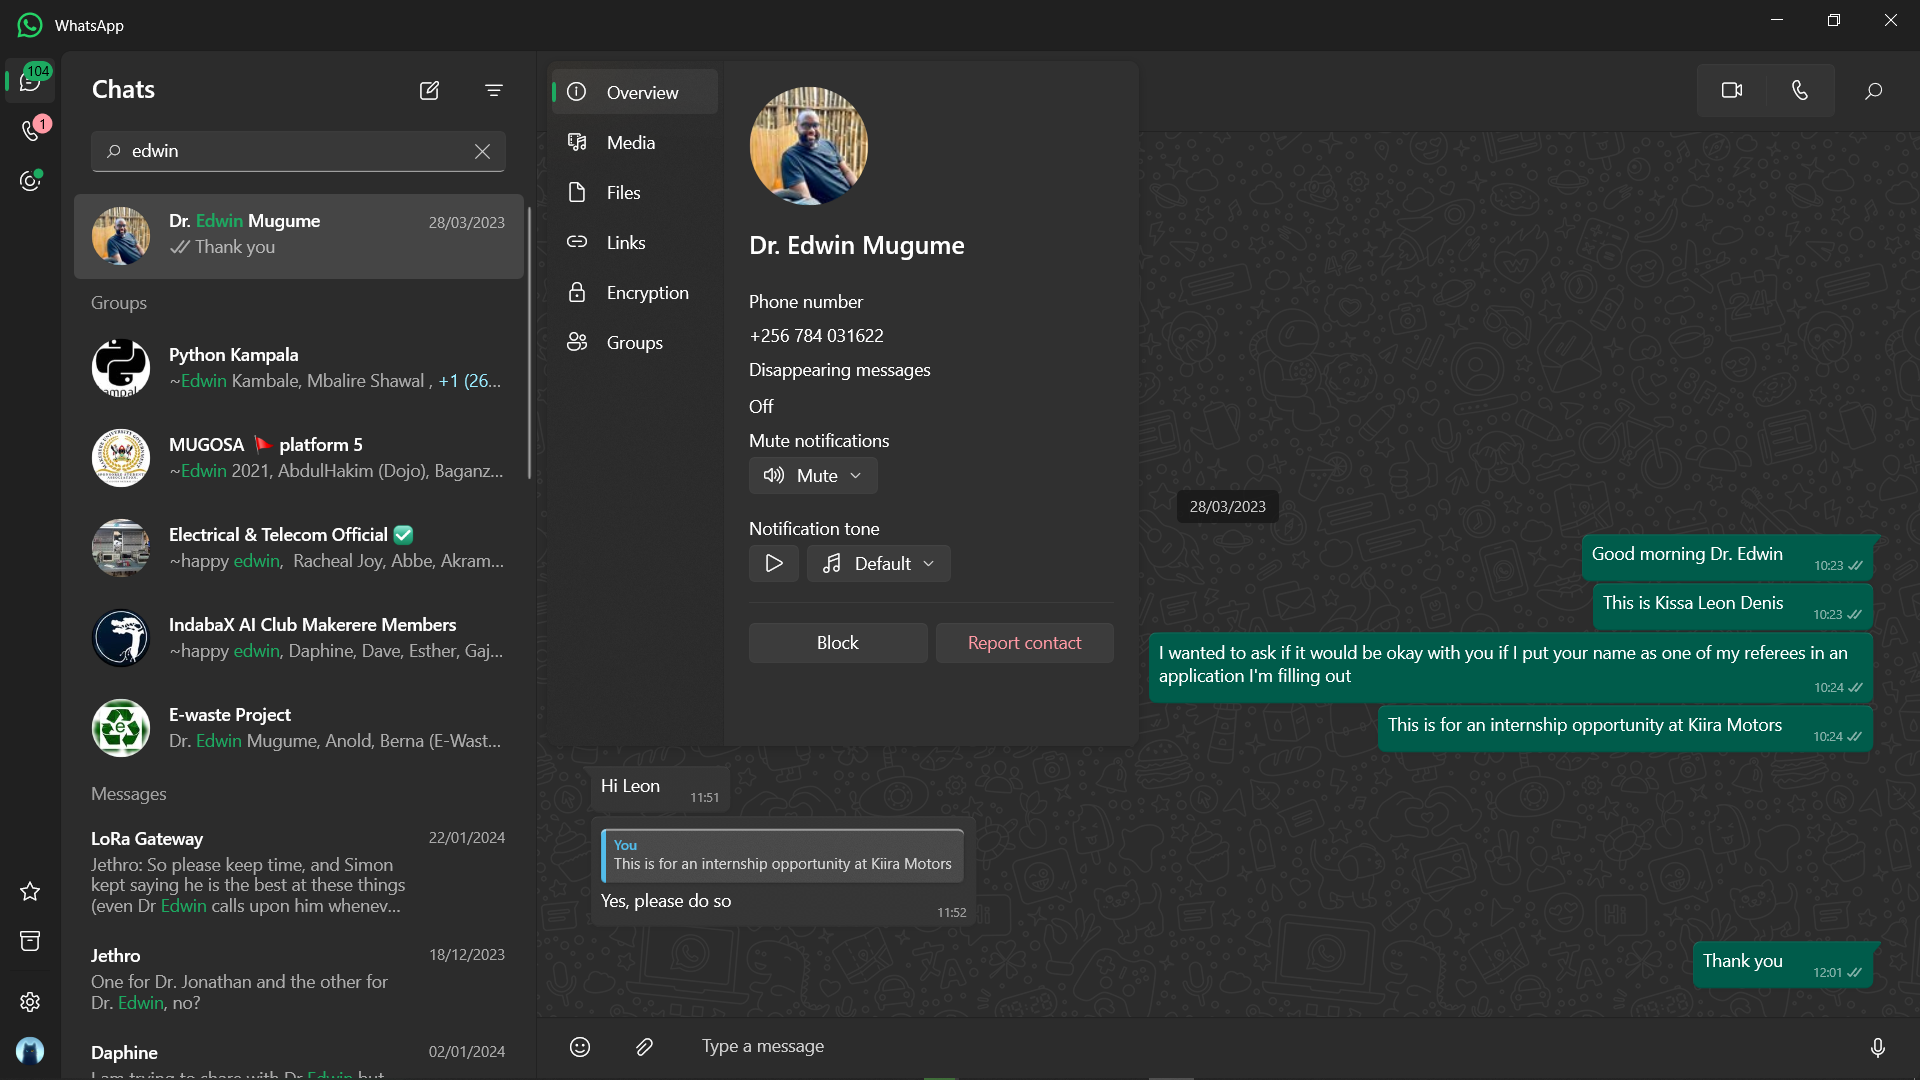 WhatsApp
104
1
Chats
edwin
Dr. Edwin Mugume
28/03/2023
Thank you
Groups
Python Kampala
~Edwin Kambale, Mbalire Shawal , +1 (26...
MUGOSA 🚩 platform 5
~Edwin 2021, AbdulHakim (Dojo), Baganz...
Electrical & Telecom Official ✅
~happy edwin, Racheal Joy, Abbe, Akram...
IndabaX AI Club Makerere Members
~happy edwin, Daphine, Dave, Esther, Gaj...
E-waste Project
Dr. Edwin Mugume, Anold, Berna (E-Wast...
Messages
LoRa Gateway
22/01/2024
Jethro: So please keep time, and Simon
kept saying he is the best at these things
(even Dr Edwin calls upon him whenev...
Jethro
18/12/2023
One for Dr. Jonathan and the other for
Dr. Edwin, no?
Daphine
02/01/2024
I am trying to share with Dr Edwin but
Overview
Media
Files
Links
Encryption
Groups
Dr. Edwin Mugume
Phone number
+256 784 031622
Disappearing messages
Off
Mute notifications
Mute
Notification tone
Default
Block
Report contact
28/03/2023
Good morning Dr. Edwin
10:23
This is Kissa Leon Denis
10:23
I wanted to ask if it would be okay with you if I put your name as one of my referees in an
application I'm filling out
10:24
This is for an internship opportunity at Kiira Motors
10:24
Hi Leon
11:51
You
This is for an internship opportunity at Kiira Motors
Yes, please do so
11:52
Thank you
12:01
Type a message